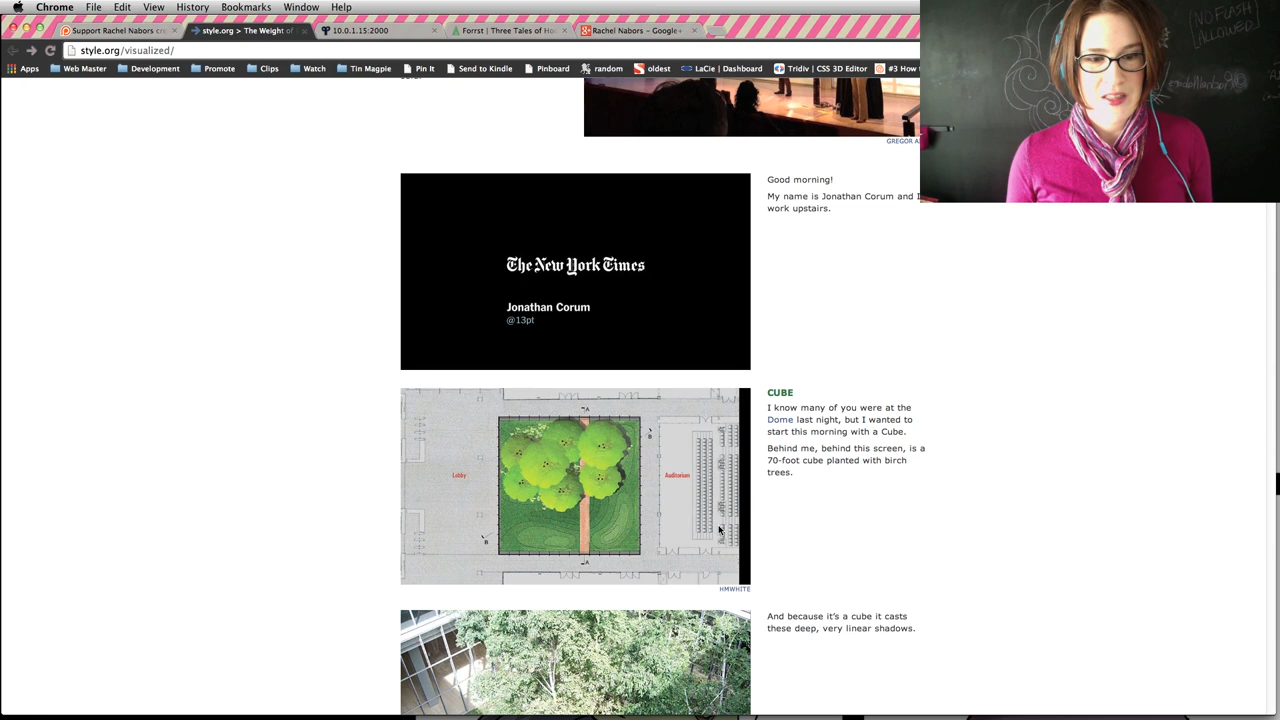 Chrome File Edit View History Bookmarks Window Help
Support Rachel Nabors cre
style.org > The Weight of
10.0.1.15:2000
Forrst | Three Tales of Ho
Rachel Nabors - Google+
style.org/visualized/
Apps Web Master Development Promote Clips Watch Tin Magpie Pin It Send to Kindle Pinboard random oldest LaCie | Dashboard Tridiv | CSS 3D Editor #3 How t
NO FLASH
ALLOWED
GREGOR A
Good morning!
My name is Jonathan Corum and I
work upstairs.
The New York Times
Jonathan Corum
@13pt
CUBE
I know many of you were at the
Dome last night, but I wanted to
start this morning with a Cube.
Behind me, behind this screen, is a
70-foot cube planted with birch
trees.
A
B
Lobby
Auditorium
B
A
HMWHITE
And because it's a cube it casts
these deep, very linear shadows.